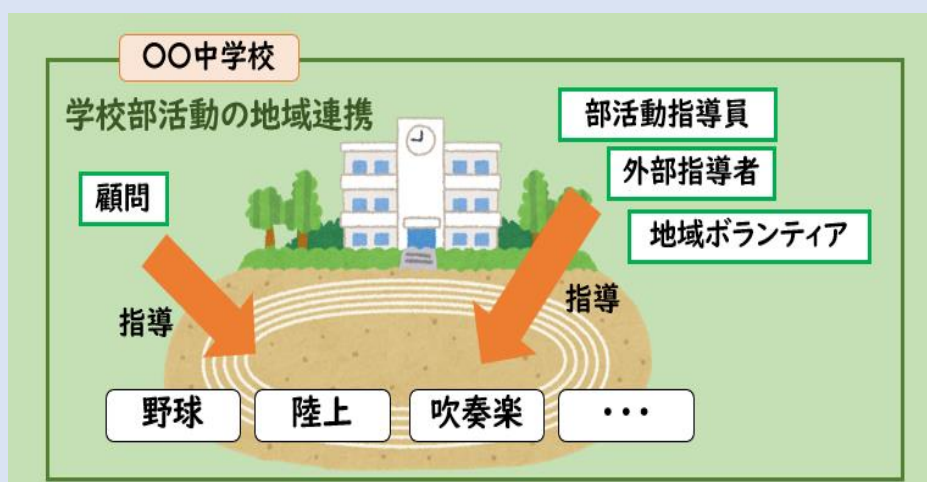 〇〇中学校
学校部活動の地域連携
部活動指導員
外部指導者
地域ボランティア
顧問
指導
指導
野球
陸上
吹奏楽
・・・